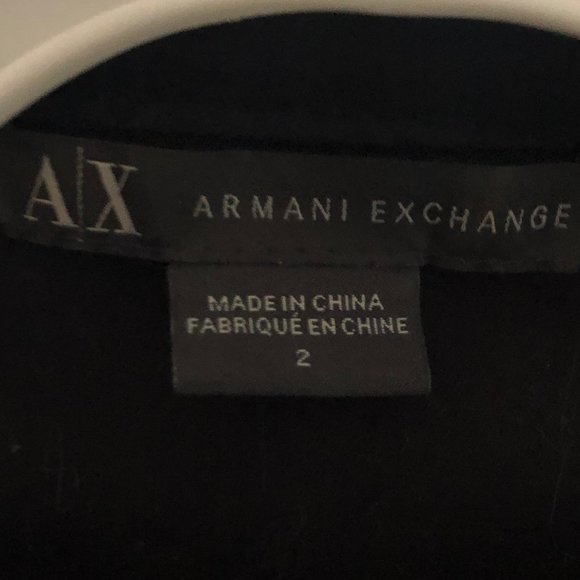 A|X ARMANI EXCHANGE
MADE IN CHINA
FABRIQUÉ EN CHINE
2